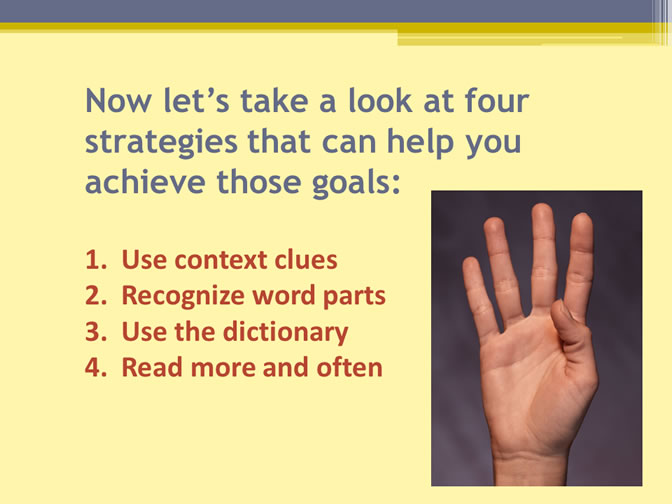 Now let’s take a look at four
strategies that can help you
achieve those goals:
1. Use context clues
2. Recognize word parts
3. Use the dictionary
4. Read more and often